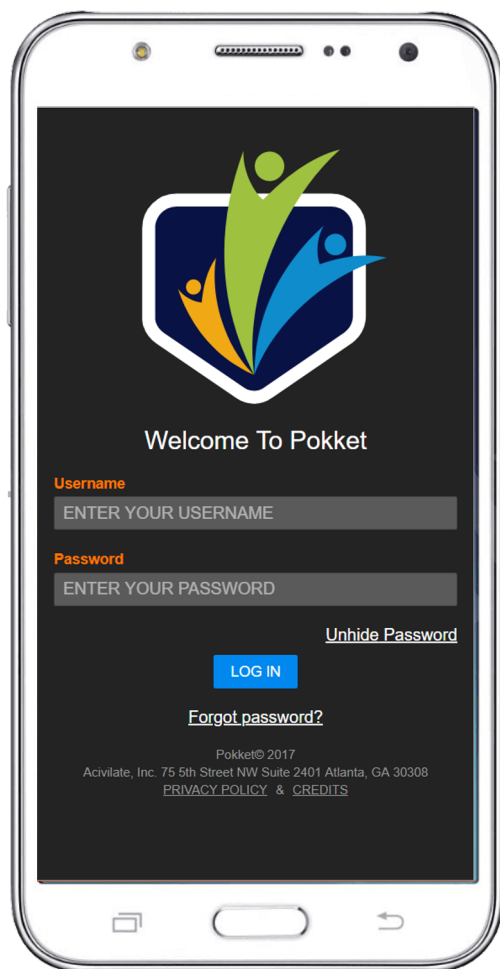 Welcome To Pokket
Username
ENTER YOUR USERNAME
Password
ENTER YOUR PASSWORD
Unhide Password
LOG IN
Forgot password?
Pokket© 2017
Acivilate, Inc. 75 5th Street NW Suite 2401 Atlanta, GA 30308
PRIVACY POLICY & CREDITS